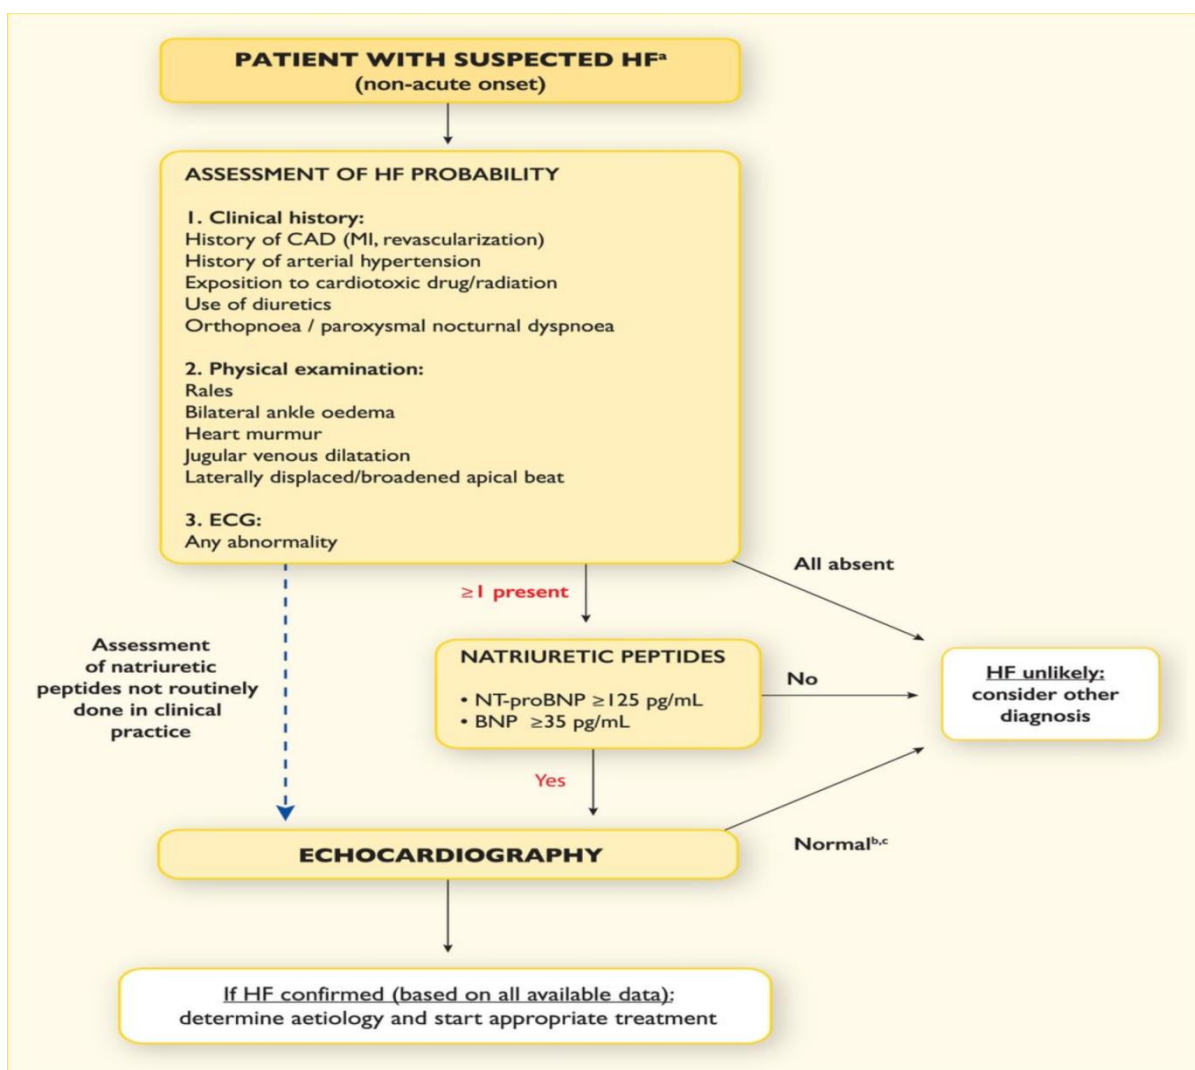 PATIENT WITH SUSPECTED HFᵃ
(non-acute onset)
ASSESSMENT OF HF PROBABILITY
1. Clinical history:
History of CAD (MI, revascularization)
History of arterial hypertension
Exposition to cardiotoxic drug/radiation
Use of diuretics
Orthopnoea / paroxysmal nocturnal dyspnoea
2. Physical examination:
Rales
Bilateral ankle oedema
Heart murmur
Jugular venous dilatation
Laterally displaced/broadened apical beat
3. ECG:
Any abnormality
All absent
≥1 present
Assessment
of natriuretic
peptides not routinely
done in clinical
practice
NATRIURETIC PEPTIDES
• NT-proBNP ≥125 pg/mL
• BNP ≥35 pg/mL
No
HF unlikely:
consider other
diagnosis
Yes
Normalᵇ,ᶜ
ECHOCARDIOGRAPHY
If HF confirmed (based on all available data):
determine aetiology and start appropriate treatment